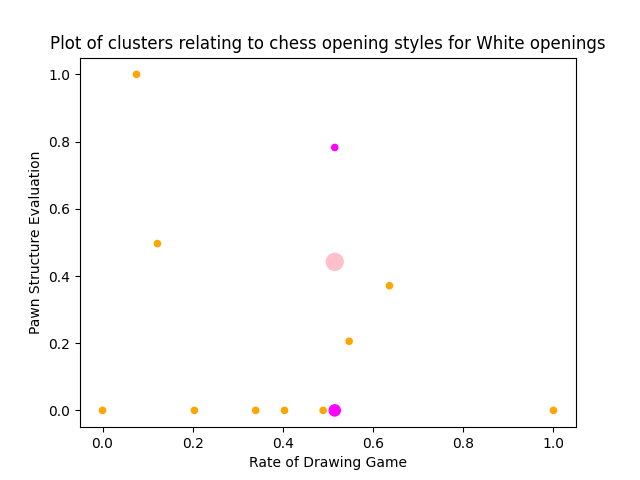 Plot of clusters relating to chess opening styles for White openings
1.0
0.8
0.6
0.4
0.2
0.0
Pawn Structure Evaluation
0.0 0.2 0.4 0.6 0.8 1.0
Rate of Drawing Game